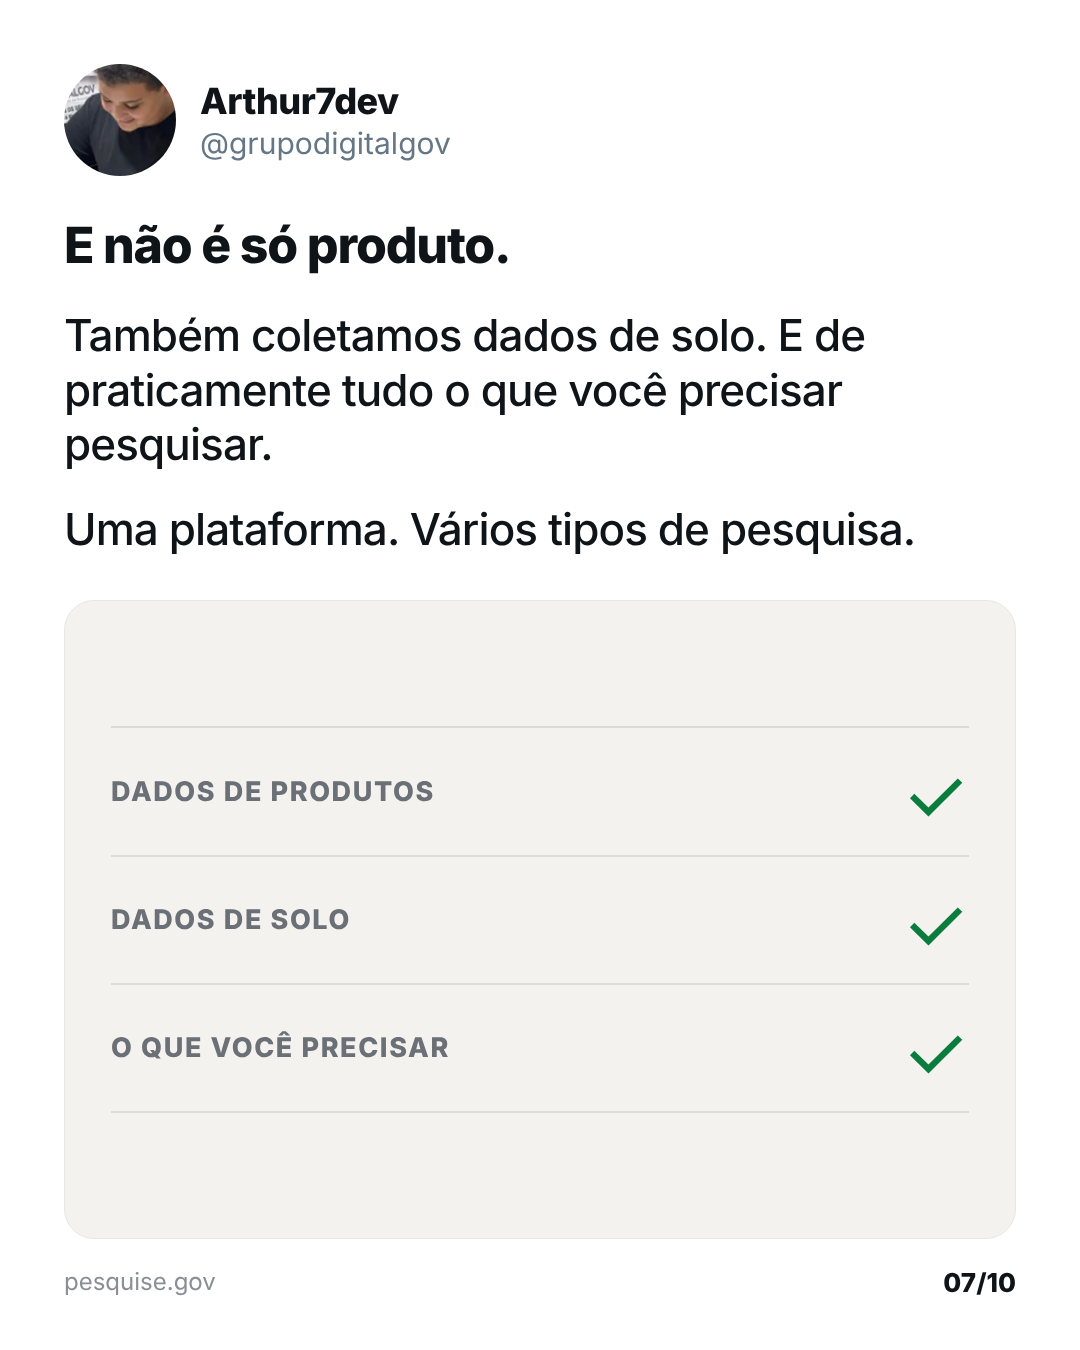 Arthur7dev
@grupodigitalgov
E não é só produto.
Também coletamos dados de solo. E de
praticamente tudo o que você precisar
pesquisar.
Uma plataforma. Vários tipos de pesquisa.
DADOS DE PRODUTOS
DADOS DE SOLO
O QUE VOCÊ PRECISAR
pesquise.gov
07/10